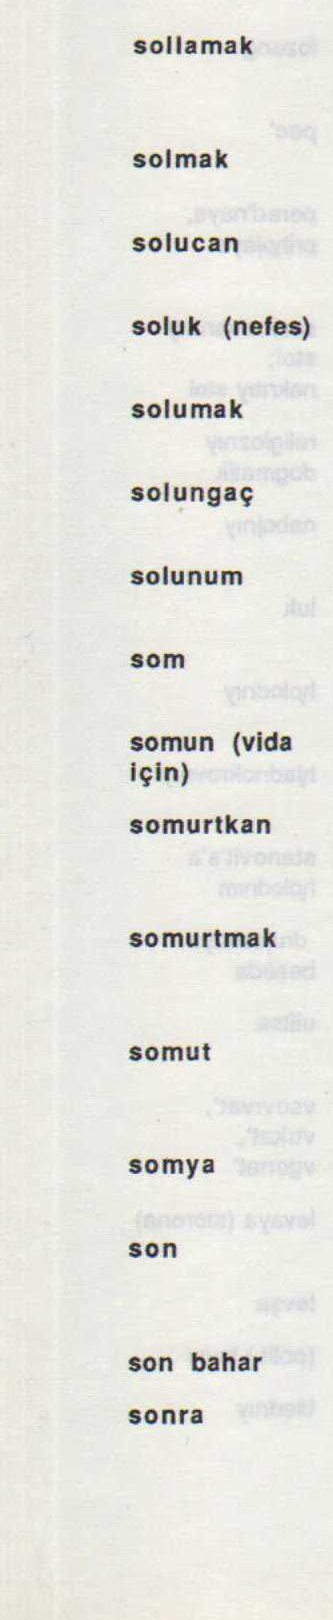 sollamak
solmak
solucan
soluk (nefes)
solumak
solungaç
solunum
som
somun (vida
için)
somurtkan
somurtmak
somut
somya
son
son bahar
sonra